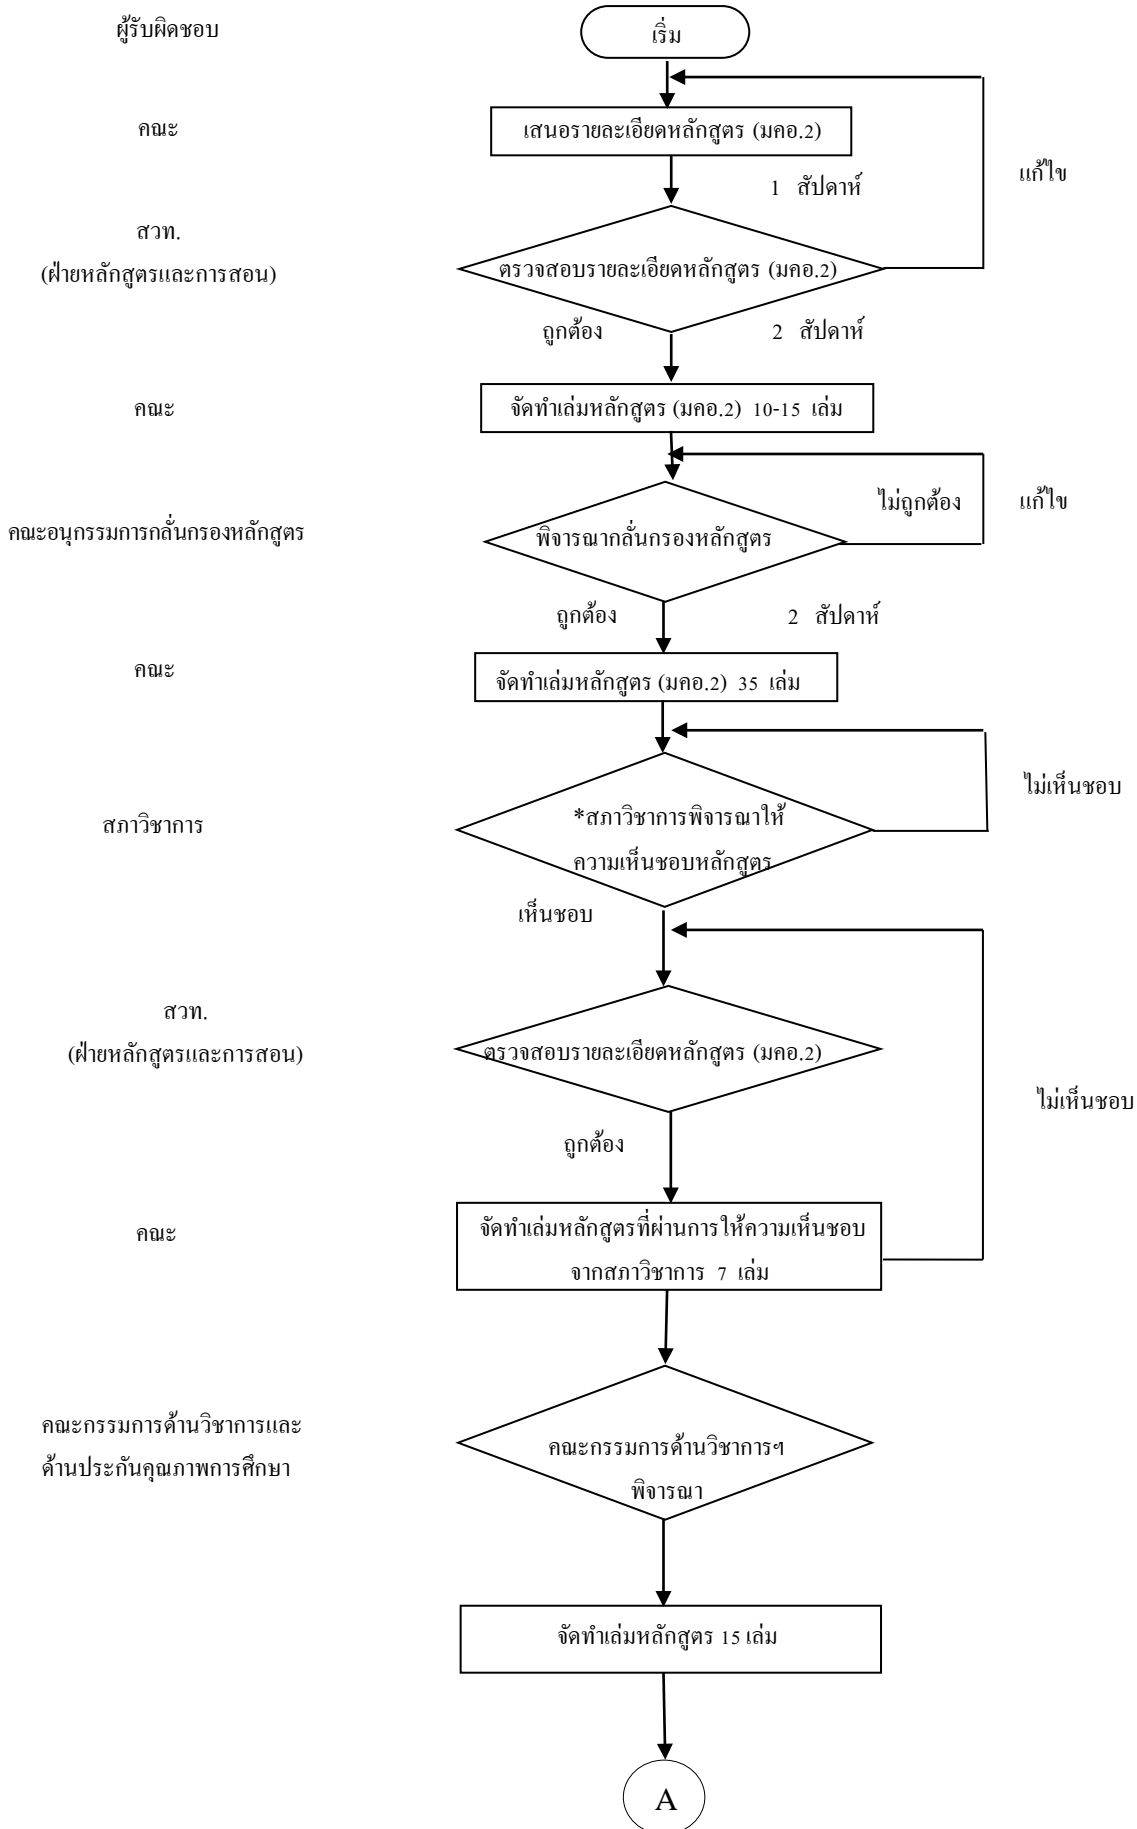 ผู้รับผิดชอบ
เริ่ม
คณะ
เสนอรายละเอียดหลักสูตร (มคอ.2)
แก้ไข
1 สัปดาห์
สวท.
(ฝ่ายหลักสูตรและการสอน)
ตรวจสอบรายละเอียดหลักสูตร (มคอ.2)
ถูกต้อง
2 สัปดาห์
คณะ
จัดทำเล่มหลักสูตร (มคอ.2) 10-15 เล่ม
ไม่ถูกต้อง
แก้ไข
คณะอนุกรรมการกลั่นกรองหลักสูตร
พิจารณากลั่นกรองหลักสูตร
ถูกต้อง
2 สัปดาห์
คณะ
จัดทำเล่มหลักสูตร (มคอ.2) 35 เล่ม
ไม่เห็นชอบ
สภาวิชาการ
*สภาวิชาการพิจารณาให้
ความเห็นชอบหลักสูตร
เห็นชอบ
สวท.
(ฝ่ายหลักสูตรและการสอน)
ตรวจสอบรายละเอียดหลักสูตร (มคอ.2)
ไม่เห็นชอบ
ถูกต้อง
คณะ
จัดทำเล่มหลักสูตรที่ผ่านการให้ความเห็นชอบ
จากสภาวิชาการ 7 เล่ม
คณะกรรมการด้านวิชาการและ
ด้านประกันคุณภาพการศึกษา
คณะกรรมการด้านวิชาการฯ
พิจารณา
จัดทำเล่มหลักสูตร 15 เล่ม
A